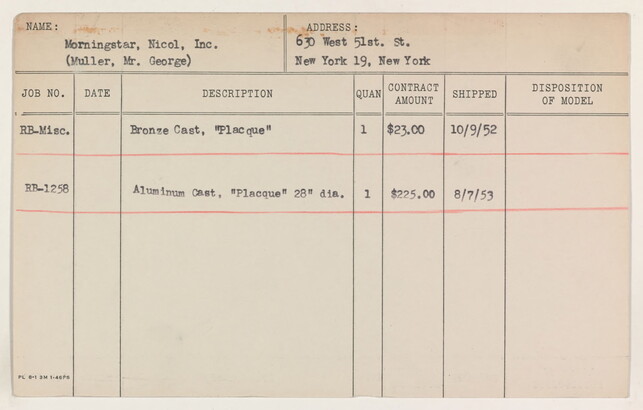 NAME: ADDRESS:
Morningstar, Nicol, Inc. 630 West 51st. St.
(Muller, Mr. George) New York 19, New York
JOB NO. DATE DESCRIPTION QUAN CONTRACT AMOUNT SHIPPED DISPOSITION OF MODEL
RB-Misc. Bronze Cast, "Placque" 1 $23.00 10/9/52
RB-1258 Aluminum Cast, "Placque" 28" dia. 1 $225.00 8/7/53